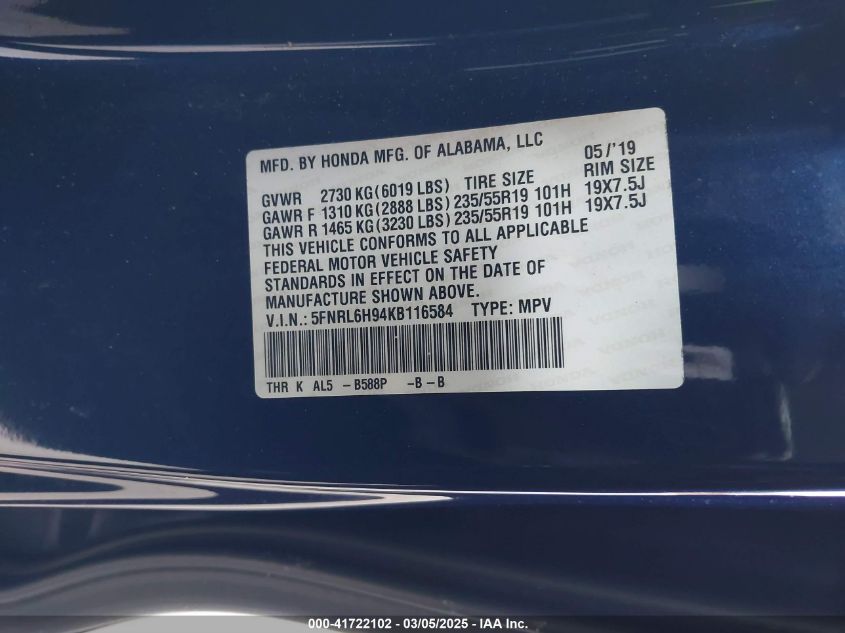 MFD. BY HONDA MFG. OF ALABAMA, LLC 05/'19
GVWR 2730 KG(6019 LBS) TIRE SIZE RIM SIZE
GAWR F 1310 KG(2888 LBS) 235/55R19 101H 19X7.5J
GAWR R 1465 KG(3230 LBS) 235/55R19 101H 19X7.5J
THIS VEHICLE CONFORMS TO ALL APPLICABLE
FEDERAL MOTOR VEHICLE SAFETY
STANDARDS IN EFFECT ON THE DATE OF
MANUFACTURE SHOWN ABOVE.
V.I.N.: 5FNRL6H94KB116584 TYPE: MPV
THR K AL5 -B588P -B-B
000-41722102 - 03/05/2025 - IAA Inc.